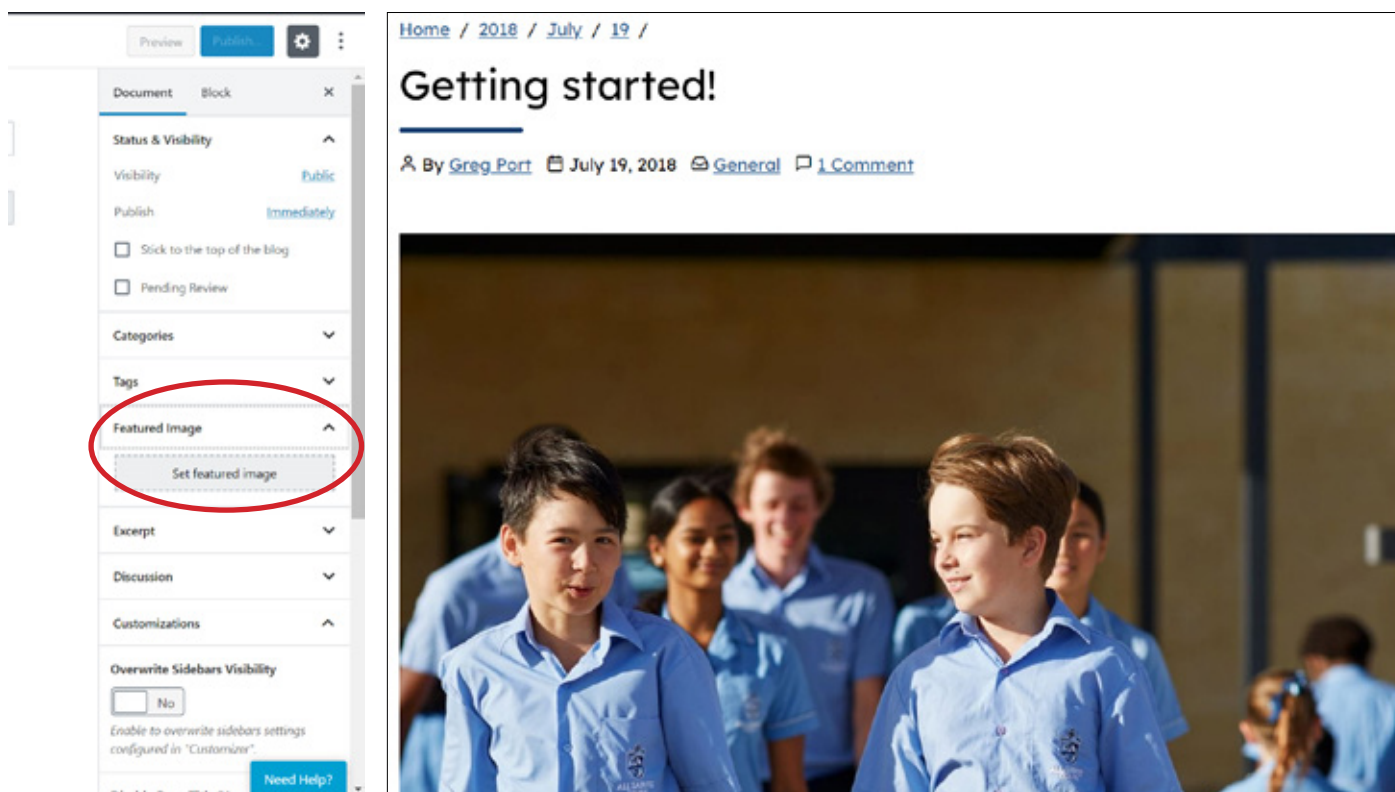 Preview Publish...
Document Block
Status & Visibility
Visibility Public
Publish Immediately
Stick to the top of the blog
Pending Review
Categories
Tags
Featured Image
Set featured image
Excerpt
Discussion
Customizations
Overwrite Sidebars Visibility
No
Enable to overwrite sidebars settings
configured in "Customizer".
Need Help?
Home / 2018 / July / 19 /
Getting started!
By Greg Port July 19, 2018 General 1 Comment